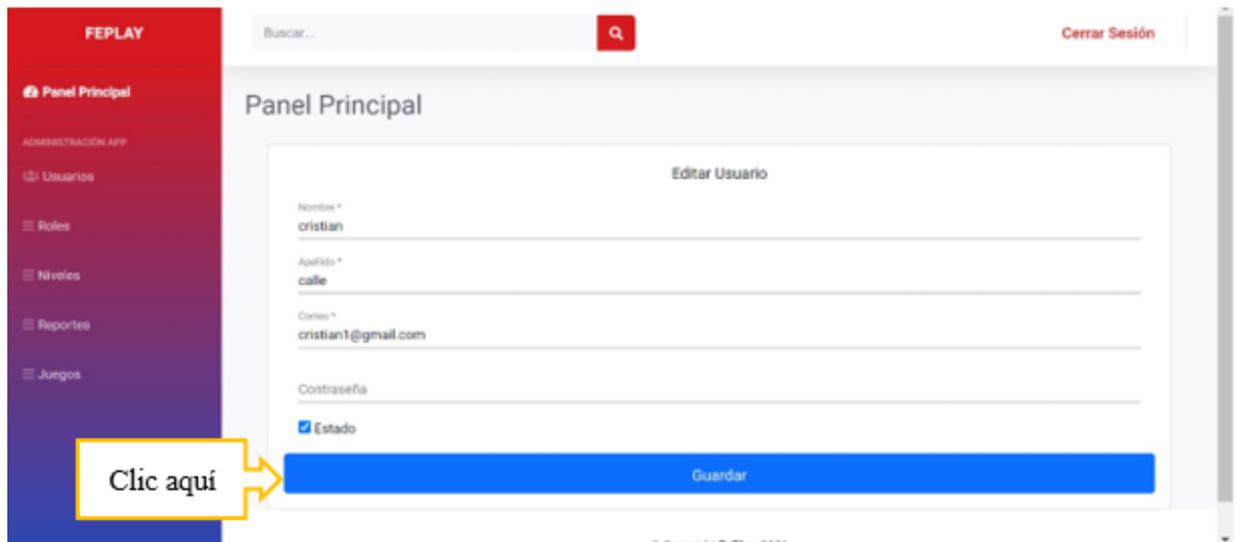 FEPLAY
Buscar...
Cerrar Sesión
Panel Principal
Panel Principal
ADMINISTRACIÓN APP
Usuarios
Roles
Niveles
Reportes
Juegos
Editar Usuario
Nombre *
cristian
Apellido *
calle
Correo *
cristian1@gmail.com
Contraseña
Estado
Guardar
Clic aquí